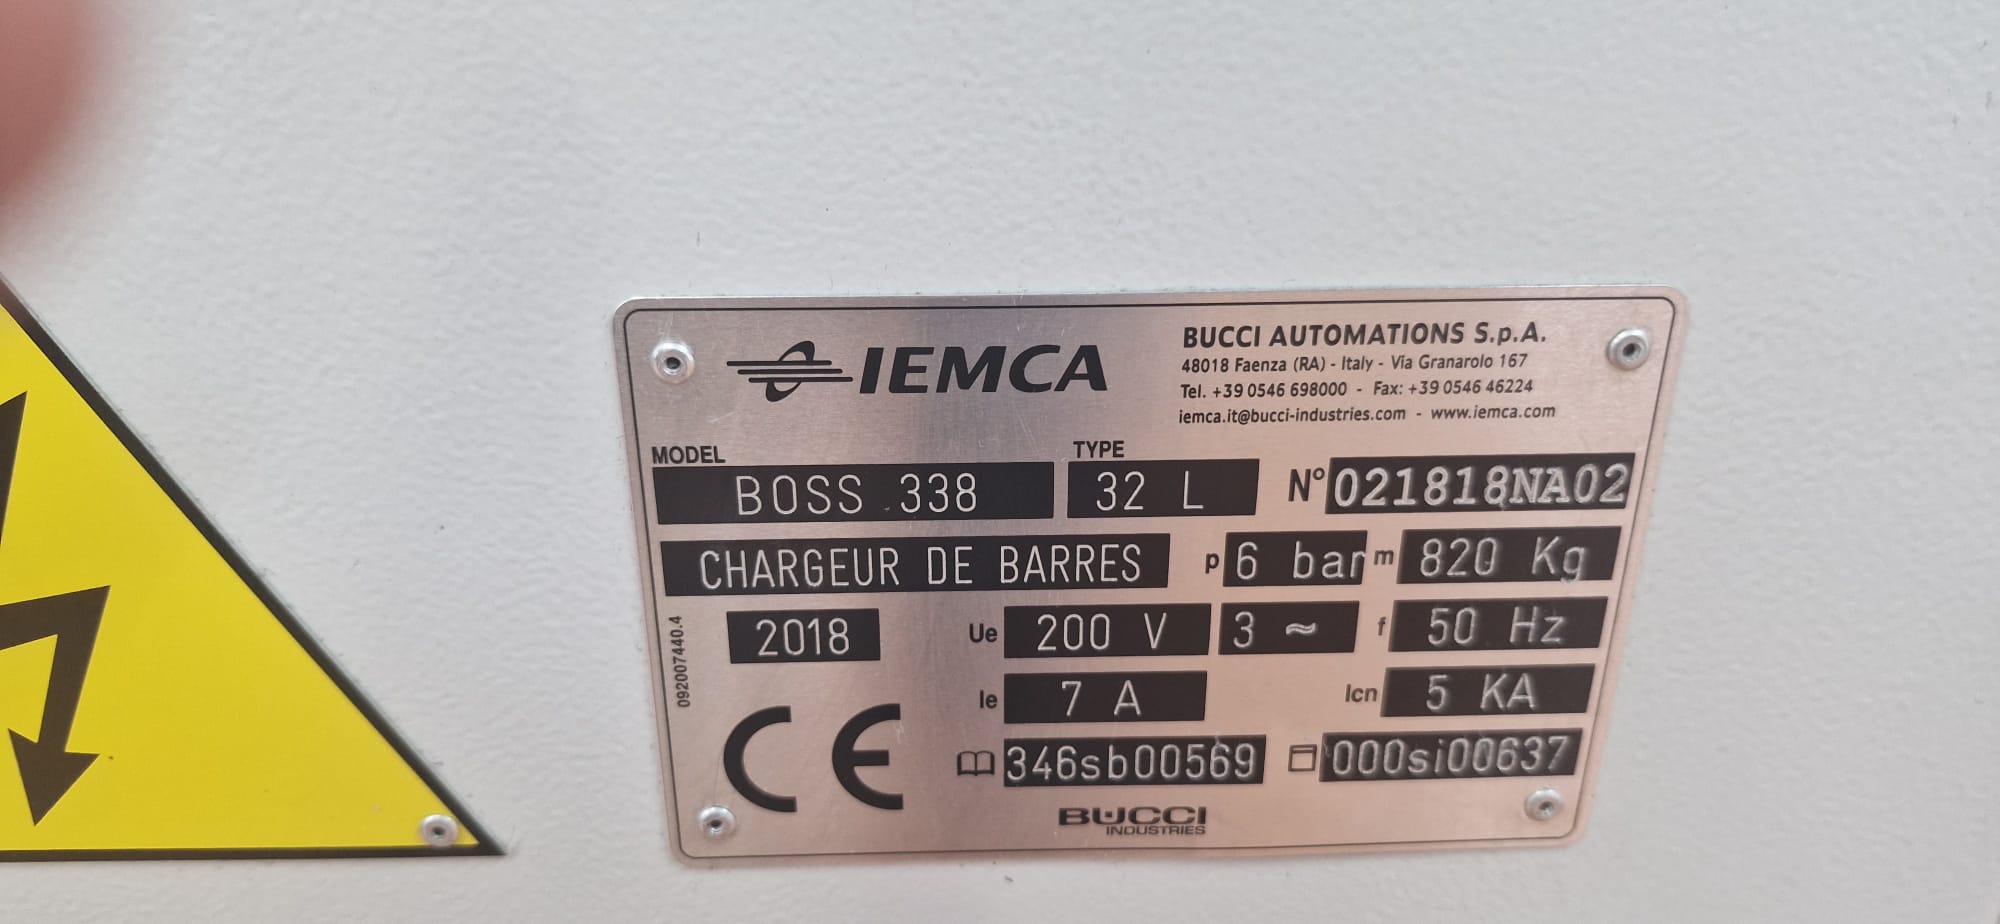 IEMCA
BUCCI AUTOMATIONS S.p.A.
48018 Faenza (RA) - Italy - Via Granarolo 167
Tel. +39 0546 698000 - Fax: +39 0546 46224
iemca.it@bucci-industries.com - www.iemca.com
MODEL TYPE
BOSS 338 32 L N° 021818NA02
CHARGEUR DE BARRES p 6 bar m 820 Kg
2018 Ue 200 V 3 ~ f 50 Hz
Ie 7 A Icn 5 KA
346sb00569 000si00637
CE
092007440.4
BUCCI
INDUSTRIES